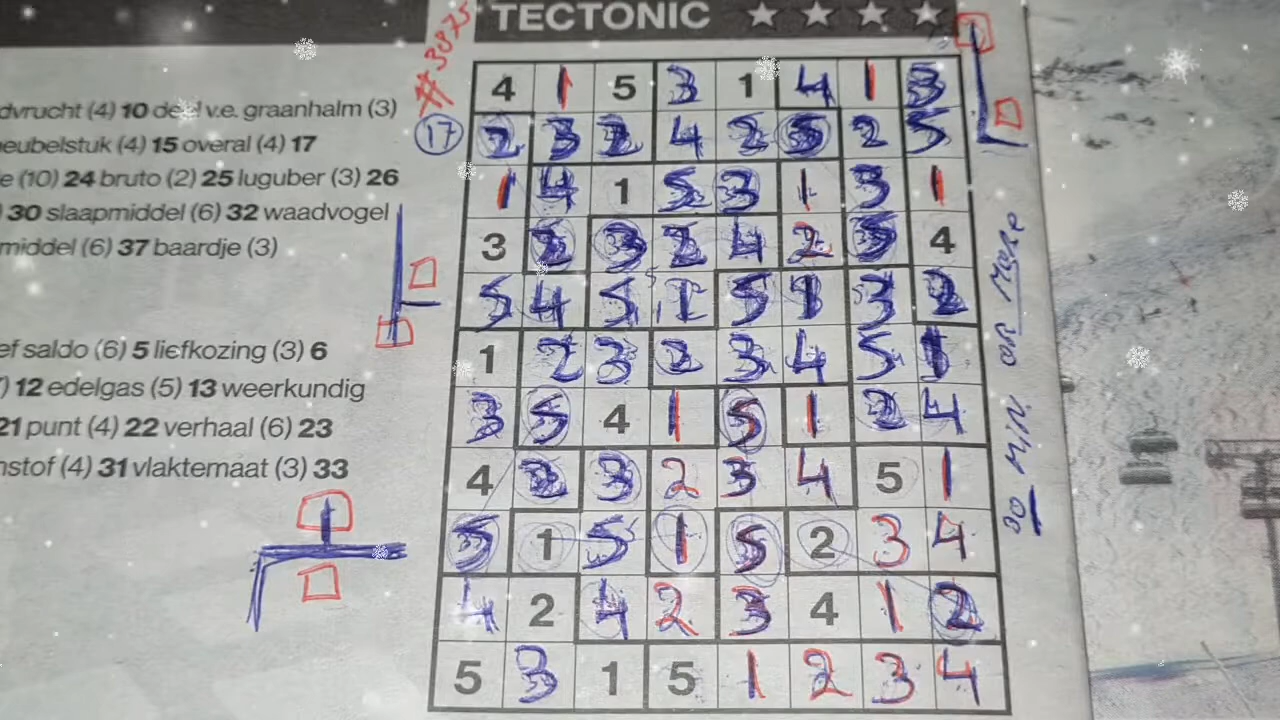 #3875
TECTONIC
17
dvrucht (4) 10 deel v.e. graanhalm (3)
neubelstuk (4) 15 overal (4) 17
e (10) 24 bruto (2) 25 luguber (3) 26
30 slaapmiddel (6) 32 waadvogel
middel (6) 37 baardje (3)
ef saldo (6) 5 liefkozing (3) 6
) 12 edelgas (5) 13 weerkundig
21 punt (4) 22 verhaal (6) 23
nstof (4) 31 vlaktemaat (3) 33
4 1 5 3 1 4 1 3
2 3 2 4 2 5 2 5
1 4 1 5 3 1 3 1
3 2 3 2 4 2 5 4
5 4 5 1 5 1 3 2
1 2 3 2 3 4 5 1
3 5 4 1 5 1 2 4
4 2 3 2 3 4 5 1
5 1 5 1 5 2 3 4
4 2 4 2 3 4 1 2
5 3 1 5 1 2 3 4
30 MIN OR MORE